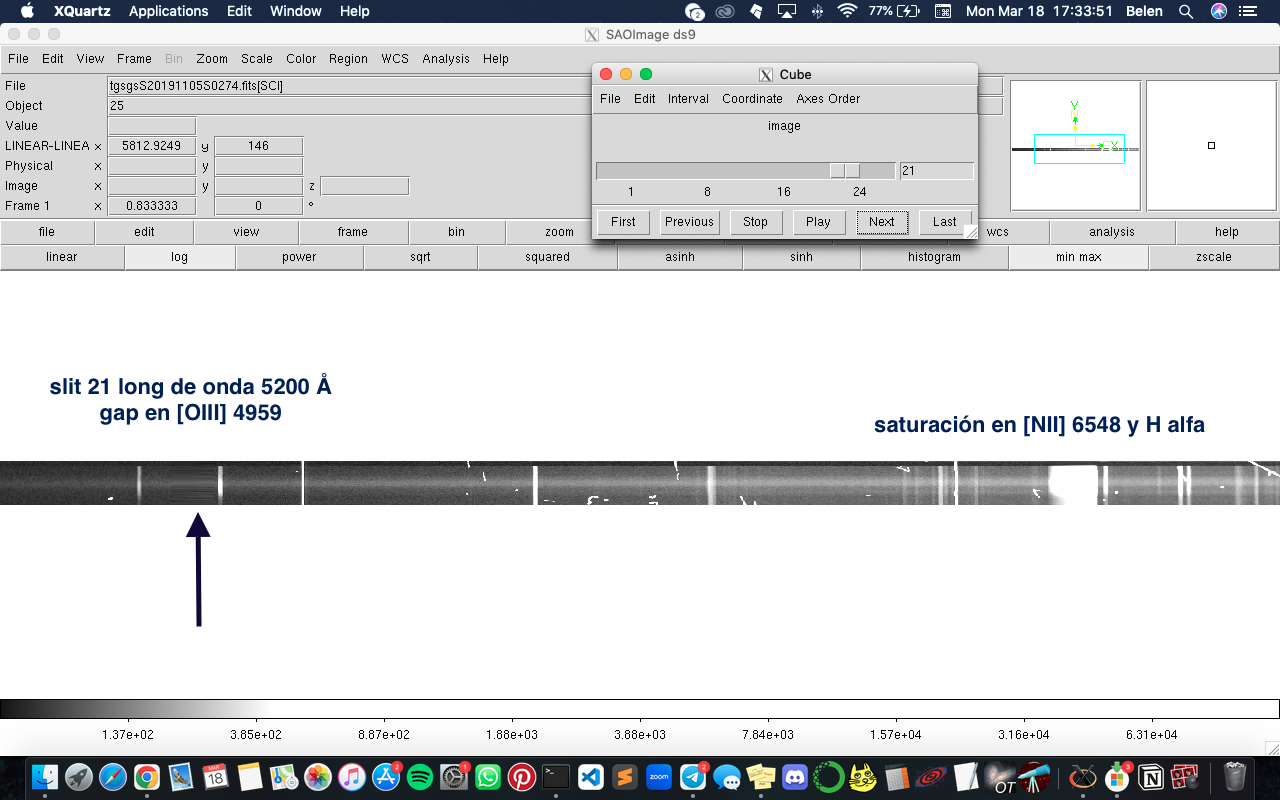 XQuartz Applications Edit Window Help 2 77% Mon Mar 18 17:33:51 Belen
SAOImage ds9
File Edit View Frame Bin Zoom Scale Color Region WCS Analysis Help
File tgsgsS20191105S0274.fits[SCI]
Object 25
Value
LINEAR-LINEA x 5812.9249 y 146
Physical x y
Image x y z
Frame 1 x 0.833333 0 °
Cube
File Edit Interval Coordinate Axes Order
image
21
1 8 16 24
First Previous Stop Play Next Last
Y
X
file edit view frame bin zoom wcs analysis help
linear log power sqrt squared asinh sinh histogram min max zscale
slit 21 long de onda 5200 Å
gap en [OIII] 4959
saturación en [NII] 6548 y H alfa
1.37e+02 3.85e+02 8.87e+02 1.88e+03 3.88e+03 7.84e+03 1.57e+04 3.16e+04 6.31e+04
MAR
18
2
1
zoom
2
OT
3